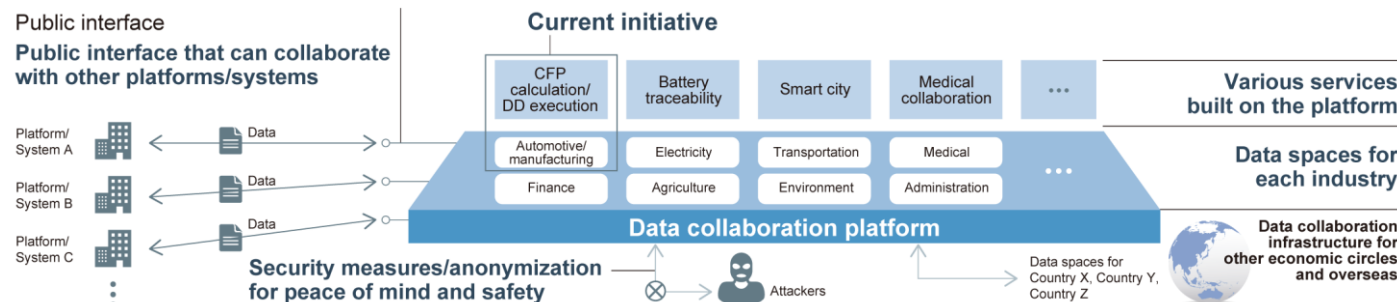 Public interface
Public interface that can collaborate
with other platforms/systems
Current initiative
CFP
calculation/
DD execution
Battery
traceability
Smart city
Medical
collaboration
...
Various services
built on the platform
Platform/
System A
Data
Automotive/
manufacturing
Electricity
Transportation
Medical
Finance
Agriculture
Environment
Administration
...
Data spaces for
each industry
Platform/
System B
Data
Platform/
System C
Data
Data collaboration platform
Data collaboration
infrastructure for
other economic circles
and overseas
Security measures/anonymization
for peace of mind and safety
Attackers
Data spaces for
Country X, Country Y,
Country Z